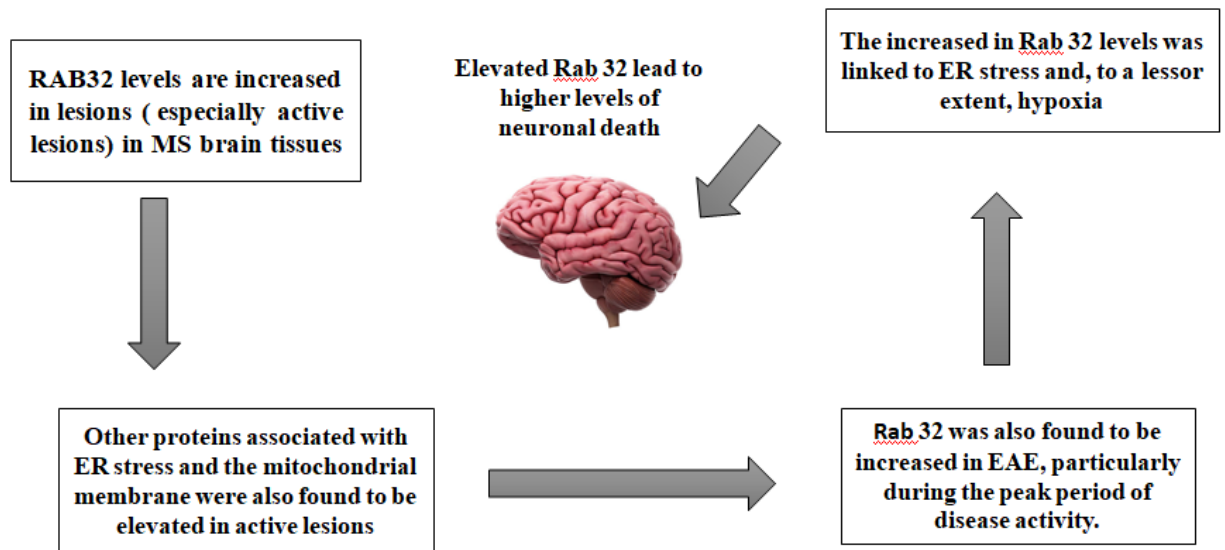 RAB32 levels are increased
in lesions ( especially active
lesions) in MS brain tissues
Elevated Rab 32 lead to
higher levels of
neuronal death
The increased in Rab 32 levels was
linked to ER stress and, to a lessor
extent, hypoxia
Other proteins associated with
ER stress and the mitochondrial
membrane were also found to be
elevated in active lesions
Rab 32 was also found to be
increased in EAE, particularly
during the peak period of
disease activity.